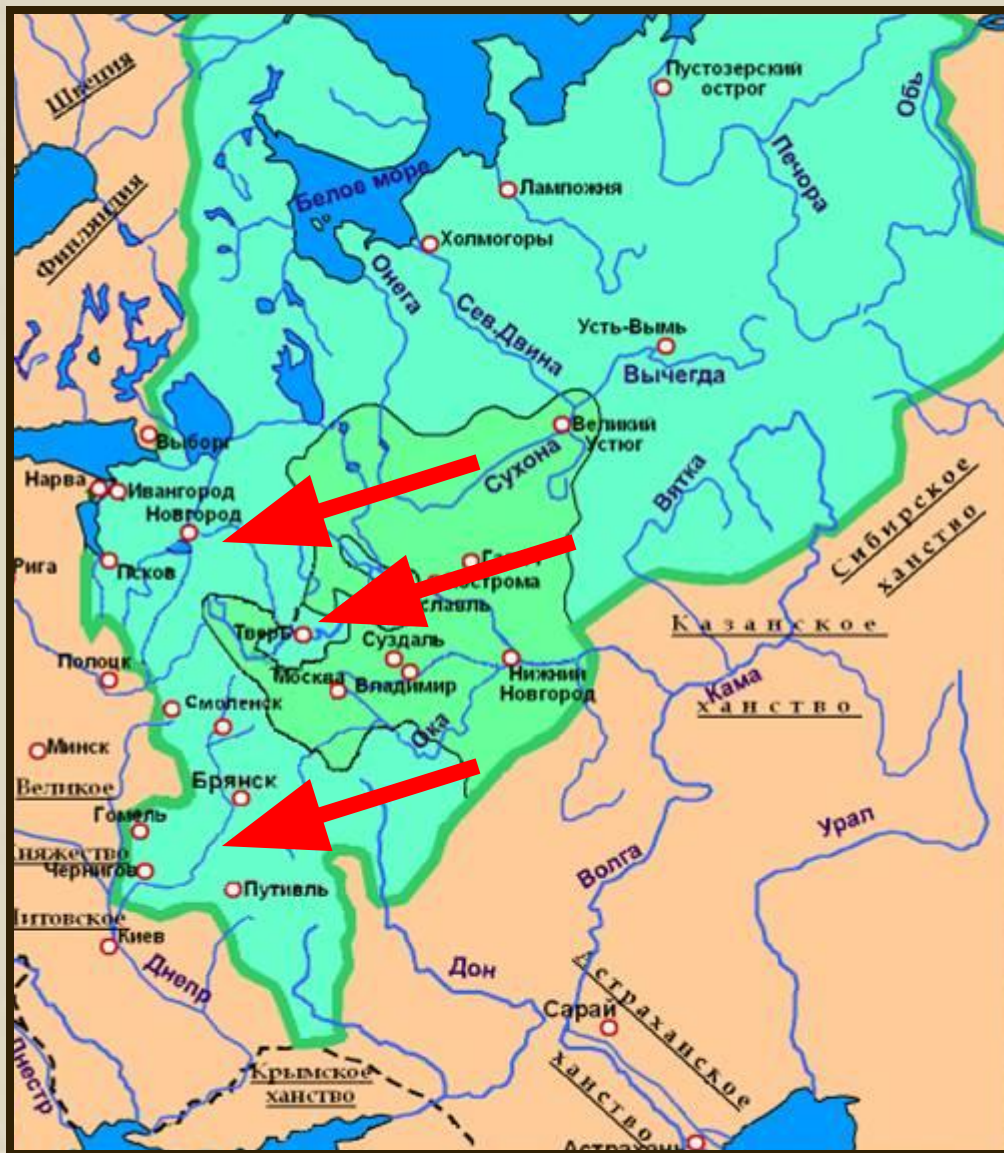 Швеция
Финляндия
Пустозерский
острог
Обь
Печора
Белое море
Лампожня
Холмогоры
Онега
Сев.Двина
Усть-Вымь
Вычегда
Великий
Устюг
Сухона
Вятка
Выборг
Нарва
Ивангород
Новгород
Псков
Рига
Сибирское
ханство
острома
славль
Тверь
Суздаль
Москва
Владимир
Нижний
Новгород
Казанское
ханство
Кама
Полоцк
Смоленск
Ока
Минск
Великое
Брянск
Гомель
Княжество
Чернигов
Путивль
Литовское
Киев
Днепр
Дон
Волга
Урал
Сарай
Астраханское
ханство
Крымское
ханство
Днестр